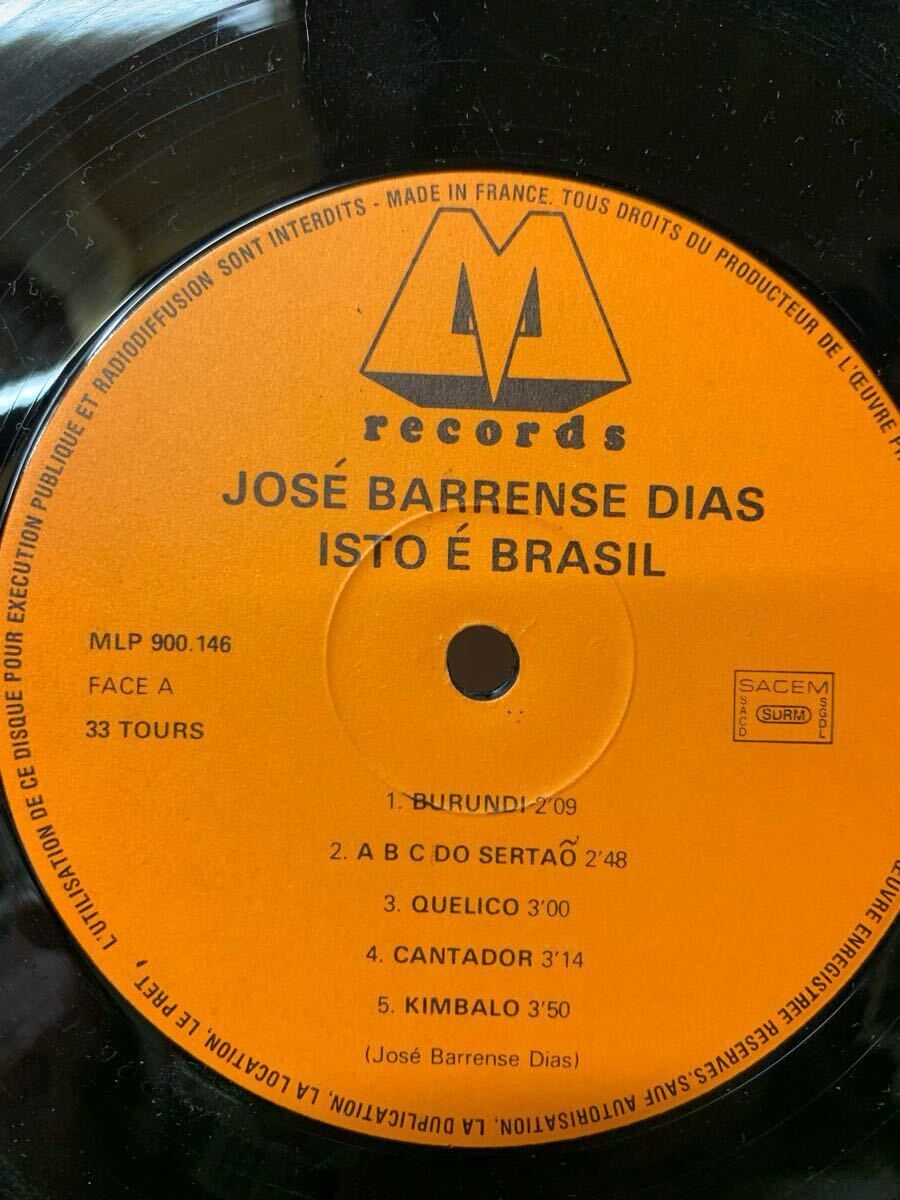 L'UTILISATION DE CE DISQUE POUR EXECUTION PUBLIQUE ET RADIODIFFUSION SONT INTERDITS - MADE IN FRANCE. TOUS DROITS DU PRODUCTEUR DE L'ŒUVRE
M
records
JOSÉ BARRENSE DIAS
ISTO É BRASIL
MLP 900.146
FACE A
33 TOURS
SACEM
SACD
SDRM
SGDL
1. BURUNDI 2'09
2. A B C DO SERTAÕ 2'48
3. QUELICO 3'00
4. CANTADOR 3'14
5. KIMBALO 3'50
(José Barrense Dias)
ŒUVRE ENREGISTREE RESERVES. SAUF AUTORISATION, LA DUPLICATION, LA LOCATION, LE PRET,